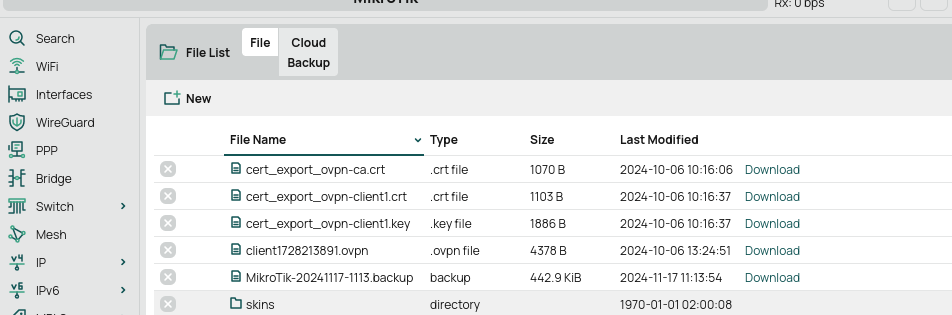 MikroTik
Rx: 0 bps
Search
WiFi
Interfaces
WireGuard
PPP
Bridge
Switch
Mesh
IP
IPv6
File List
File
Cloud
Backup
New
File Name Type Size Last Modified
cert_export_ovpn-ca.crt .crt file 1070 B 2024-10-06 10:16:06 Download
cert_export_ovpn-client1.crt .crt file 1103 B 2024-10-06 10:16:37 Download
cert_export_ovpn-client1.key .key file 1886 B 2024-10-06 10:16:37 Download
client1728213891.ovpn .ovpn file 4378 B 2024-10-06 13:24:51 Download
MikroTik-20241117-1113.backup backup 442.9 KiB 2024-11-17 11:13:54 Download
skins directory 1970-01-01 02:00:08